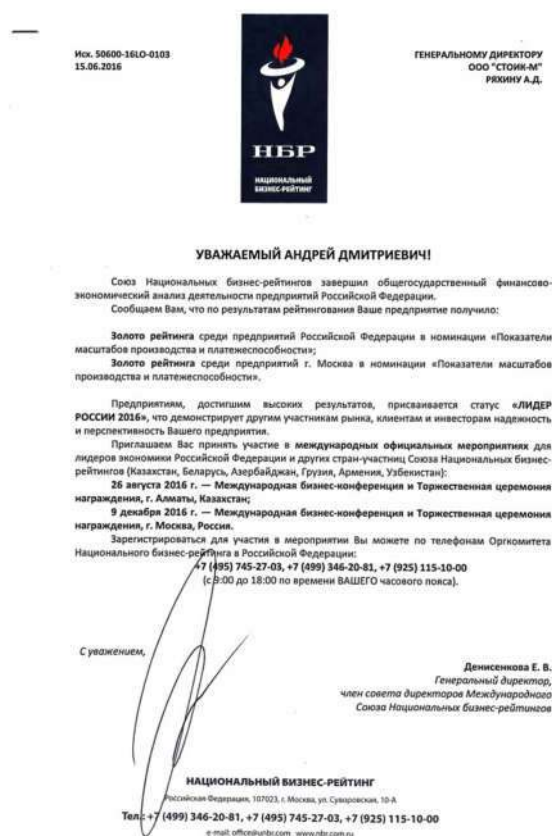 Исх. 50600-16LO-0103
15.06.2016
ГЕНЕРАЛЬНОМУ ДИРЕКТОРУ
ООО "СТОИК-М"
РЯХИНУ А.Д.
НБР
НАЦИОНАЛЬНЫЙ
БИЗНЕС-РЕЙТИНГ
УВАЖАЕМЫЙ АНДРЕЙ ДМИТРИЕВИЧ!
Союз Национальных бизнес-рейтингов завершил общегосударственный финансово-
экономический анализ деятельности предприятий Российской Федерации.
Сообщаем Вам, что по результатам рейтингования Ваше предприятие получило:
Золото рейтинга среди предприятий Российской Федерации в номинации «Показатели
масштабов производства и платежеспособности»;
Золото рейтинга среди предприятий г. Москва в номинации «Показатели масштабов
производства и платежеспособности».
Предприятиям, достигшим высоких результатов, присваивается статус «ЛИДЕР
РОССИИ 2016», что демонстрирует другим участникам рынка, клиентам и инвесторам надежность
и перспективность Вашего предприятия.
Приглашаем Вас принять участие в международных официальных мероприятиях для
лидеров экономики Российской Федерации и других стран-участниц Союза Национальных бизнес-
рейтингов (Казахстан, Беларусь, Азербайджан, Грузия, Армения, Узбекистан):
26 августа 2016 г. — Международная бизнес-конференция и Торжественная церемония
награждения, г. Алматы, Казахстан;
9 декабря 2016 г. — Международная бизнес-конференция и Торжественная церемония
награждения, г. Москва, Россия.
Зарегистрироваться для участия в мероприятии Вы можете по телефонам Оргкомитета
Национального бизнес-рейтинга в Российской Федерации:
+7 (495) 745-27-03, +7 (499) 346-20-81, +7 (925) 115-10-00
(с 9:00 до 18:00 по времени ВАШЕГО часового пояса).
С уважением,
Денисенкова Е. В.
Генеральный директор,
член совета директоров Международного
Союза Национальных бизнес-рейтингов
НАЦИОНАЛЬНЫЙ БИЗНЕС-РЕЙТИНГ
Российская Федерация, 107023, г. Москва, ул. Суворовская, 10-А
Тел.: +7 (499) 346-20-81, +7 (495) 745-27-03, +7 (925) 115-10-00
e-mail: office@unbr.com www.nbr.com.ru